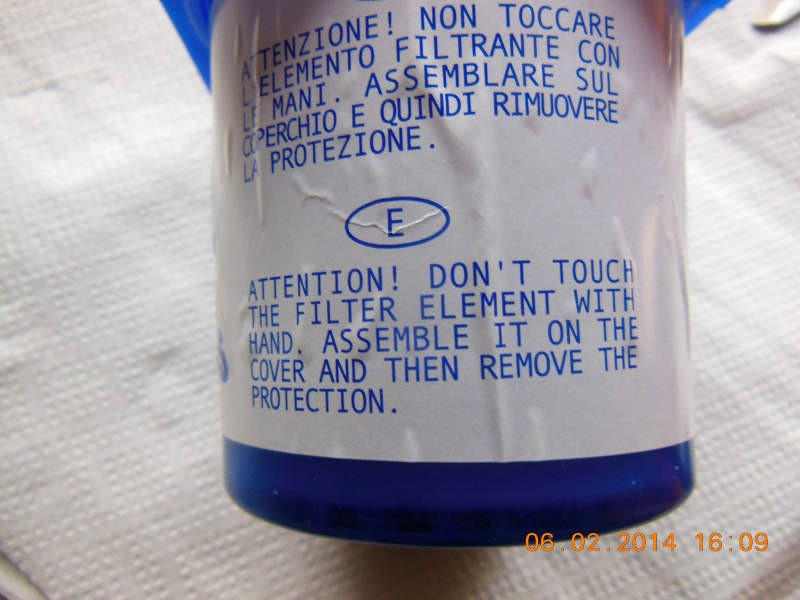 ATTENZIONE! NON TOCCARE
L'ELEMENTO FILTRANTE CON
LE MANI. ASSEMBLARE SUL
COPERCHIO E QUINDI RIMUOVERE
LA PROTEZIONE.
E
ATTENTION! DON'T TOUCH
THE FILTER ELEMENT WITH
HAND. ASSEMBLE IT ON THE
COVER AND THEN REMOVE THE
PROTECTION.
06.02.2014 16:09